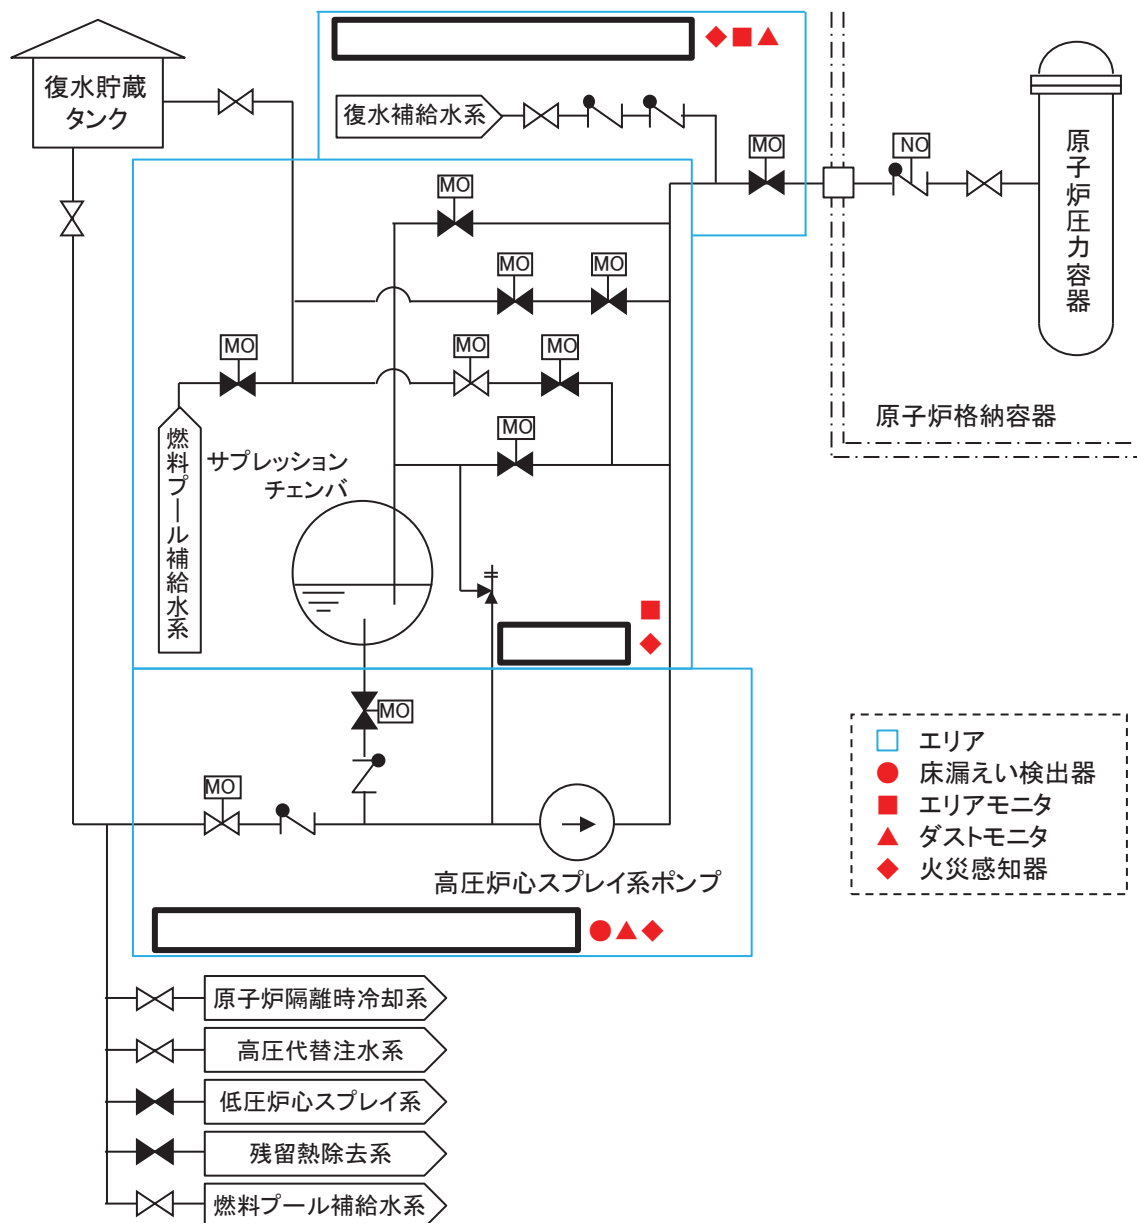 復水貯蔵
タンク
復水補給水系
MO
NO
原子炉圧力容器
MO
MO
MO
MO
MO
MO
原子炉格納容器
MO
燃料プール補給水系
サプレッション
チェンバ
MO
MO
高圧炉心スプレイ系ポンプ
エリア
床漏えい検出器
エリアモニタ
ダストモニタ
火災感知器
原子炉隔離時冷却系
高圧代替注水系
低圧炉心スプレイ系
残留熱除去系
燃料プール補給水系